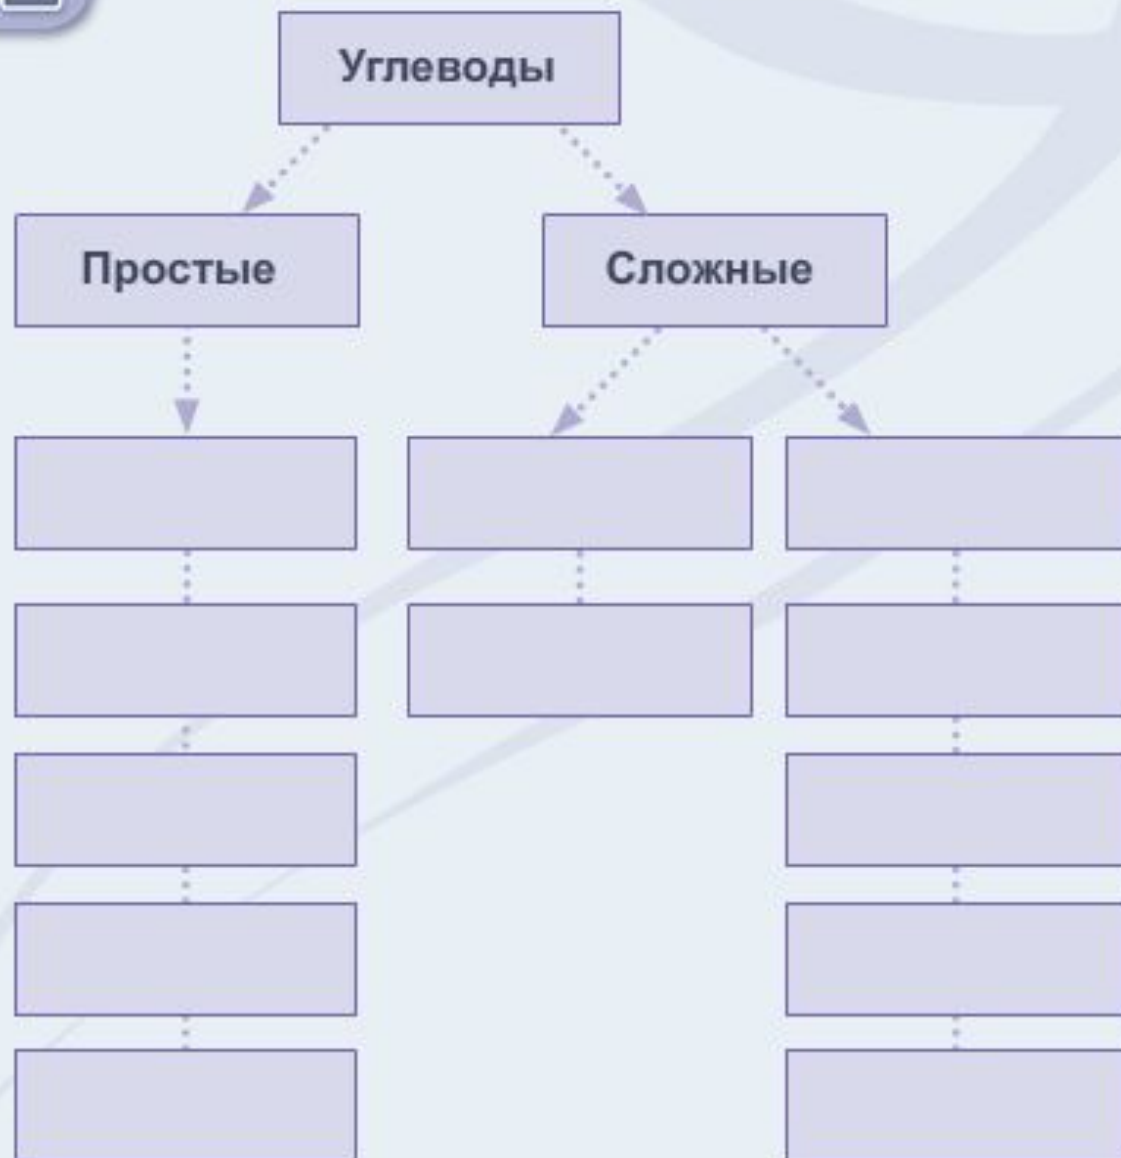 Углеводы
Простые
Сложные